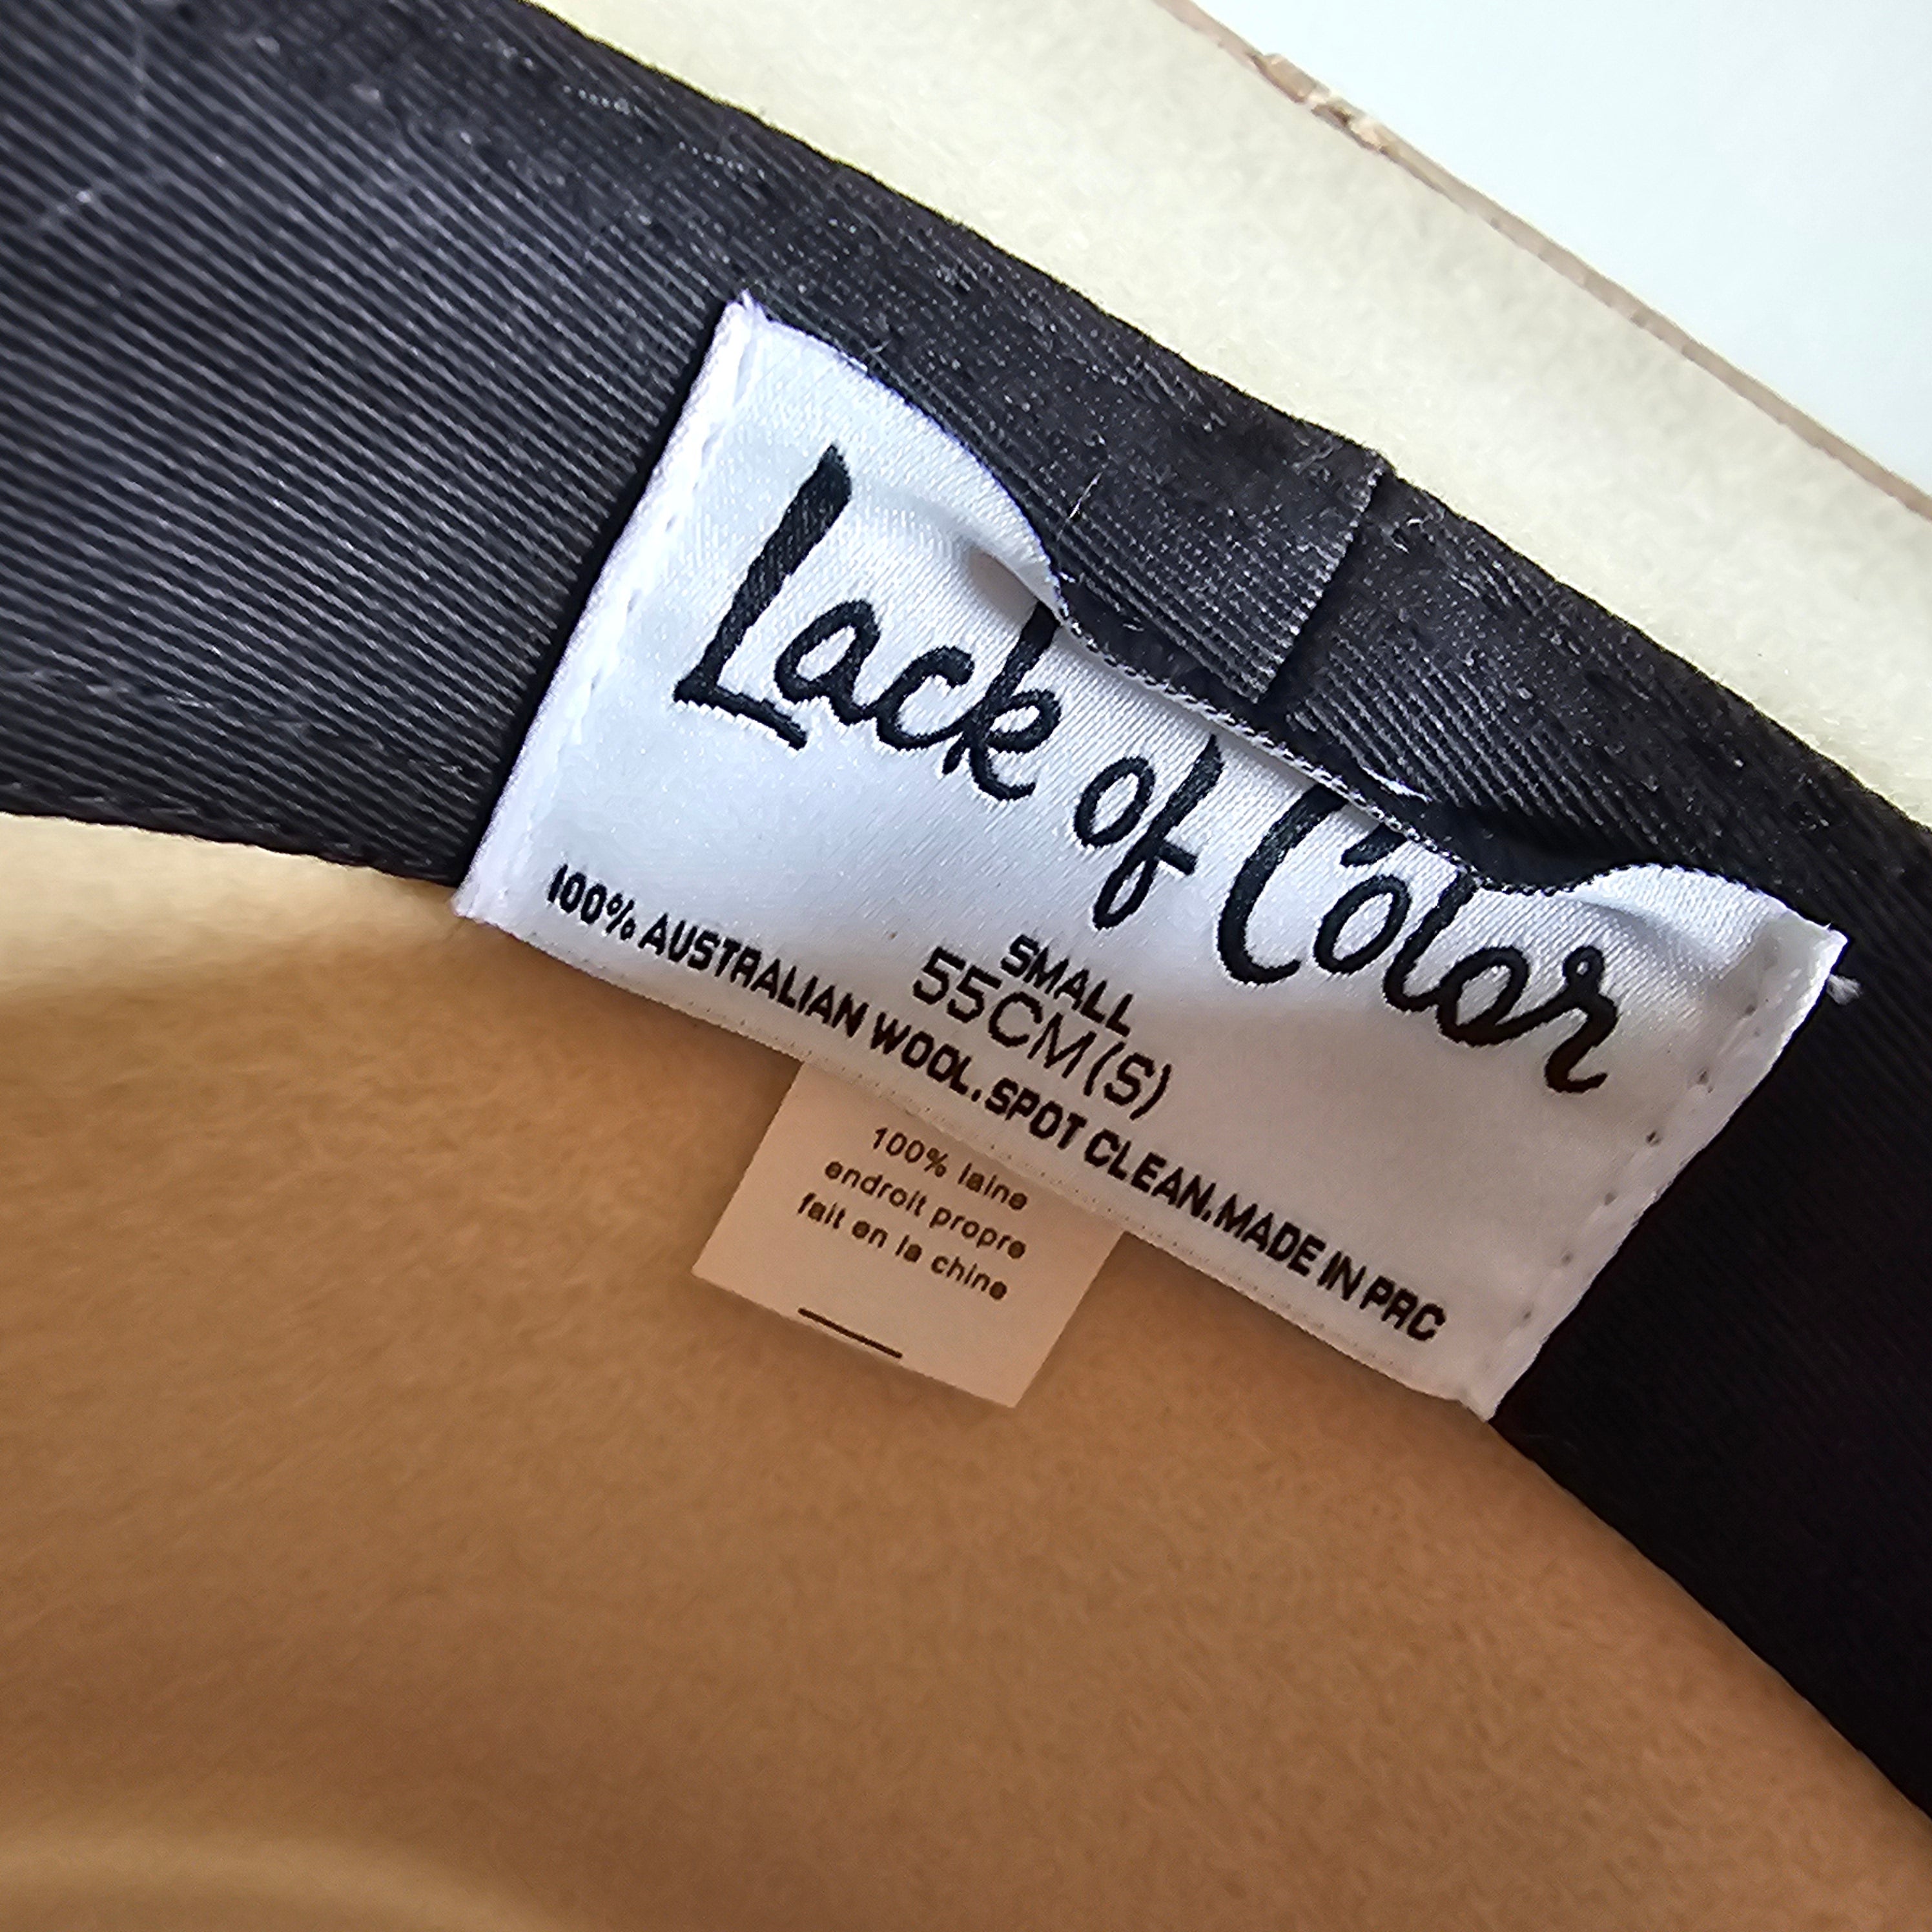 Lack of Color
SMALL
55CM(S)
100% AUSTRALIAN WOOL.SPOT CLEAN.MADE IN PRC
100% laine
endroit propre
fait en la chine